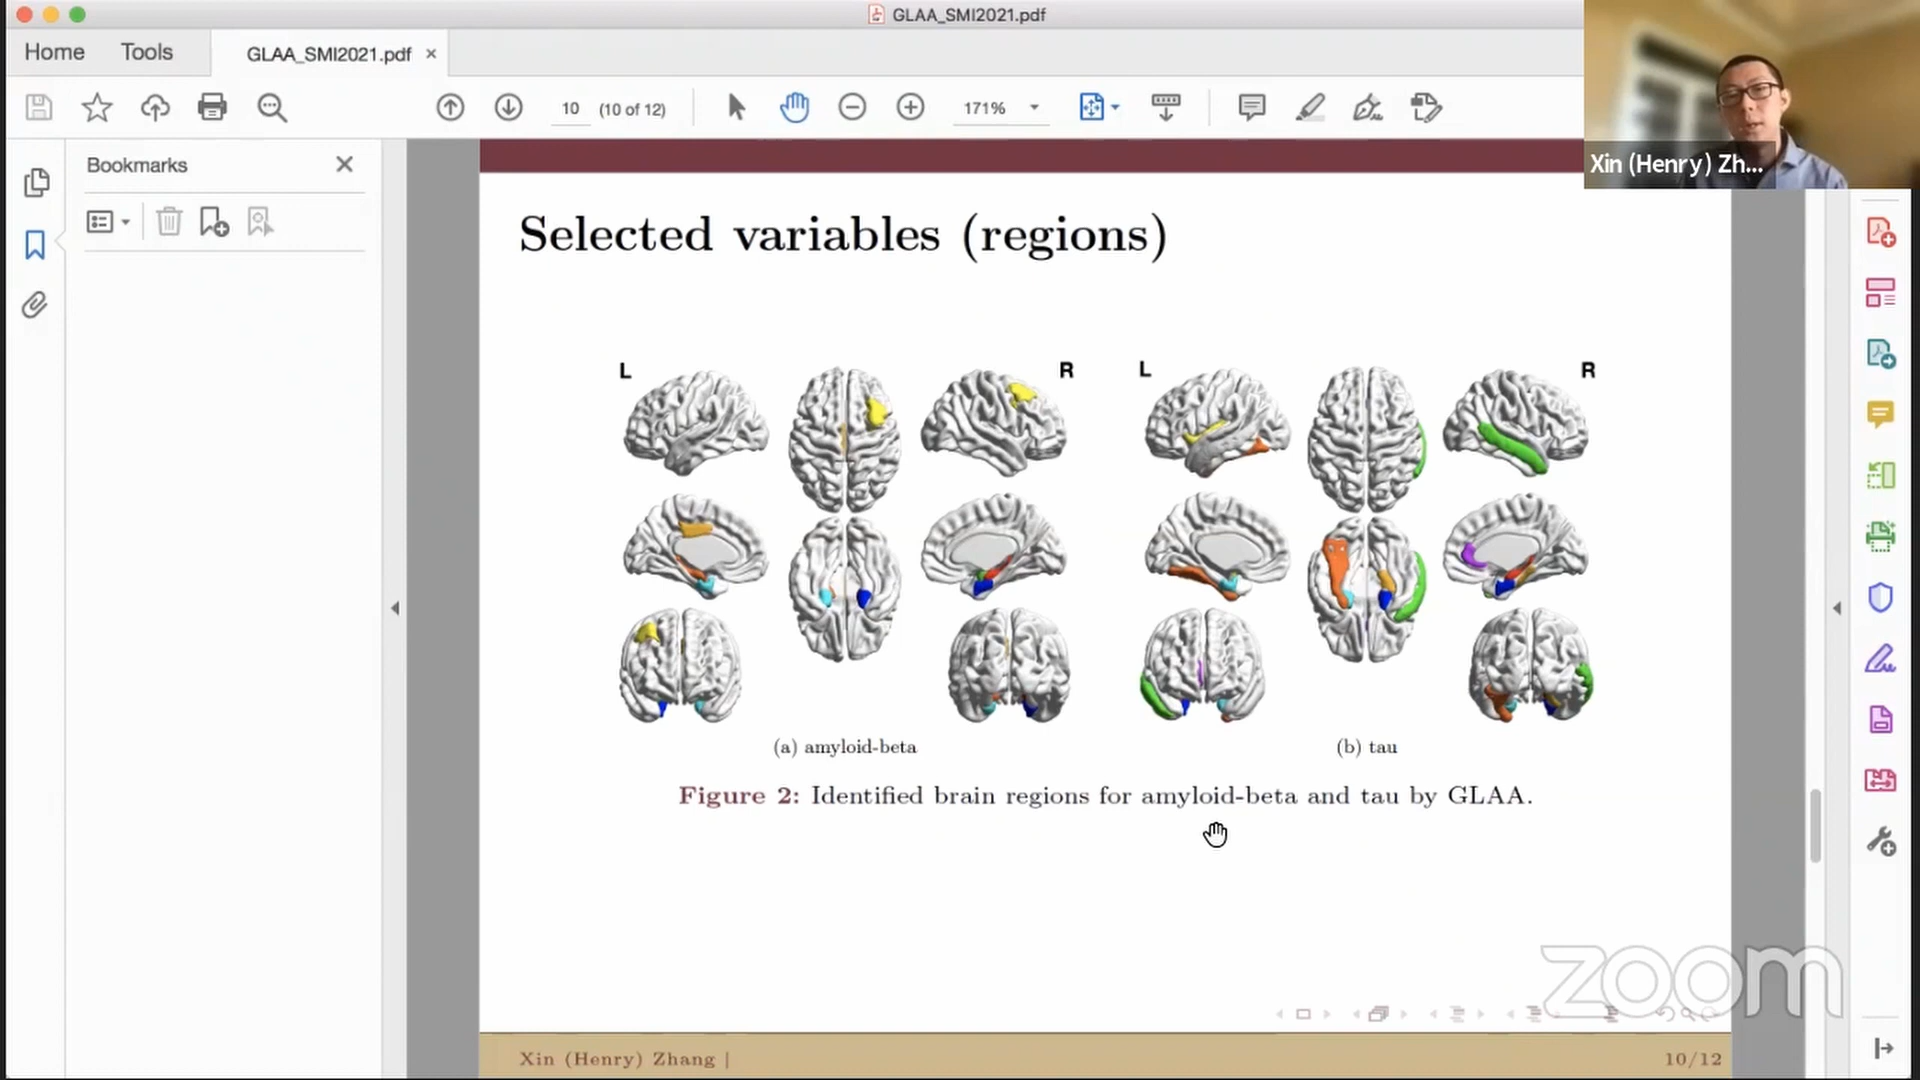 GLAA_SMI2021.pdf
Home Tools GLAA_SMI2021.pdf ×
10 (10 of 12) 171%
Xin (Henry) Zh...
Bookmarks
Selected variables (regions)
L R L R
(a) amyloid-beta (b) tau
Figure 2: Identified brain regions for amyloid-beta and tau by GLAA.
zoom
Xin (Henry) Zhang | 10/12